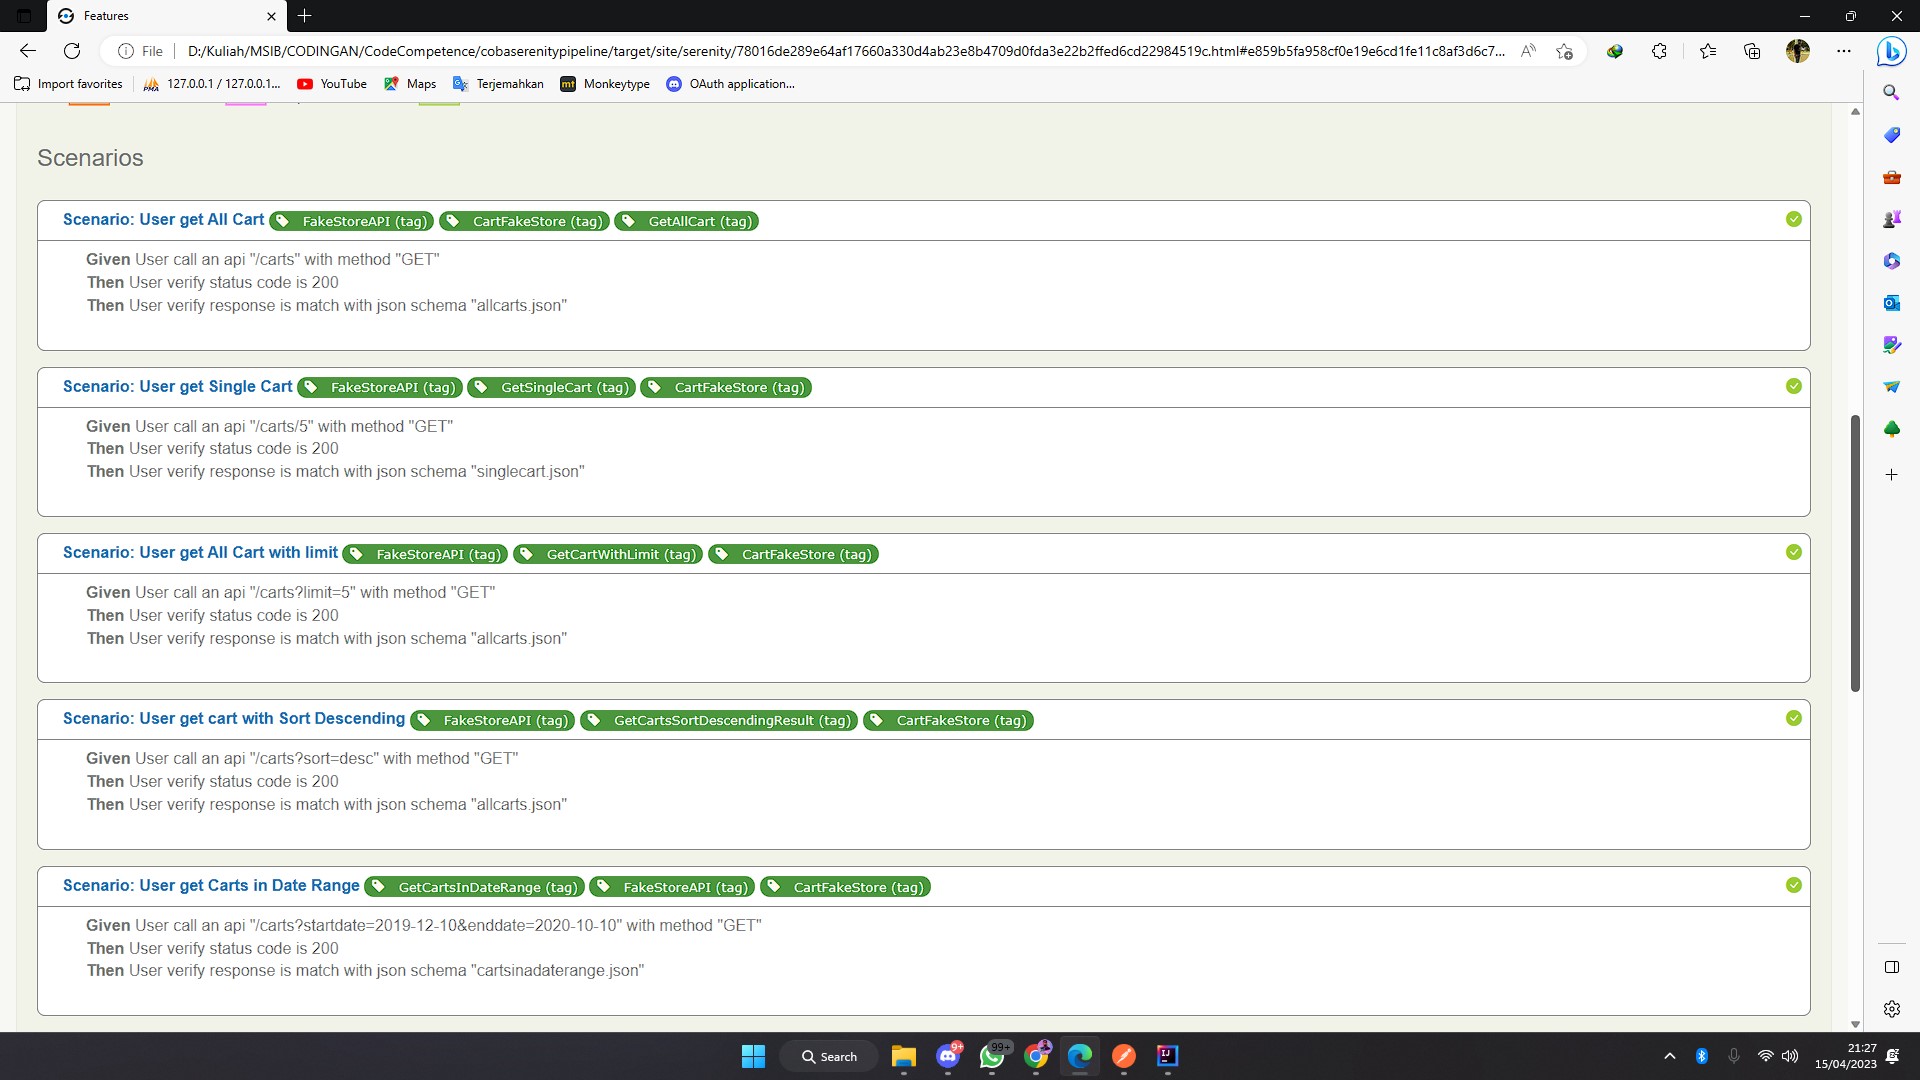 Features
File
D:/Kuliah/MSIB/CODINGAN/CodeCompetence/cobaserenitypipeline/target/site/serenity/78016de289e64af17660a330d4ab23e8b4709d0fda3e22b2ffed6cd22984519c.html#e859b5fa958cf0e19e6cd1fe11c8af3d6c7...
Import favorites
127.0.0.1 / 127.0.0.1...
YouTube
Maps
Terjemahkan
mt Monkeytype
OAuth application...
Scenarios
Scenario: User get All Cart FakeStoreAPI (tag) CartFakeStore (tag) GetAllCart (tag)
Given User call an api "/carts" with method "GET"
Then User verify status code is 200
Then User verify response is match with json schema "allcarts.json"
Scenario: User get Single Cart FakeStoreAPI (tag) GetSingleCart (tag) CartFakeStore (tag)
Given User call an api "/carts/5" with method "GET"
Then User verify status code is 200
Then User verify response is match with json schema "singlecart.json"
Scenario: User get All Cart with limit FakeStoreAPI (tag) GetCartWithLimit (tag) CartFakeStore (tag)
Given User call an api "/carts?limit=5" with method "GET"
Then User verify status code is 200
Then User verify response is match with json schema "allcarts.json"
Scenario: User get cart with Sort Descending FakeStoreAPI (tag) GetCartsSortDescendingResult (tag) CartFakeStore (tag)
Given User call an api "/carts?sort=desc" with method "GET"
Then User verify status code is 200
Then User verify response is match with json schema "allcarts.json"
Scenario: User get Carts in Date Range GetCartsInDateRange (tag) FakeStoreAPI (tag) CartFakeStore (tag)
Given User call an api "/carts?startdate=2019-12-10&enddate=2020-10-10" with method "GET"
Then User verify status code is 200
Then User verify response is match with json schema "cartsinadaterange.json"
Search
9+
99+
21:27
15/04/2023